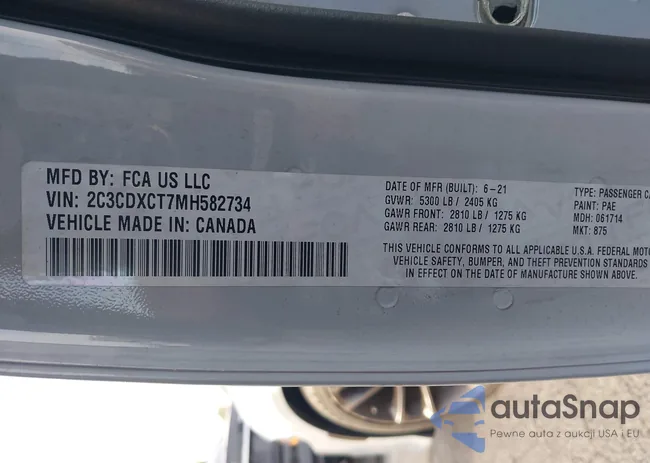 MFD BY: FCA US LLC
VIN: 2C3CDXCT7MH582734
VEHICLE MADE IN: CANADA
DATE OF MFR (BUILT): 6-21
GVWR: 5300 LB / 2405 KG
GAWR FRONT: 2810 LB / 1275 KG
GAWR REAR: 2810 LB / 1275 KG
TYPE: PASSENGER CA
PAINT: PAE
MDH: 061714
MKT: 875
THIS VEHICLE CONFORMS TO ALL APPLICABLE U.S.A. FEDERAL MOTO
VEHICLE SAFETY, BUMPER, AND THEFT PREVENTION STANDARDS
IN EFFECT ON THE DATE OF MANUFACTURE SHOWN ABOVE.
autaSnap
Pewne auta z aukcji USA i EU